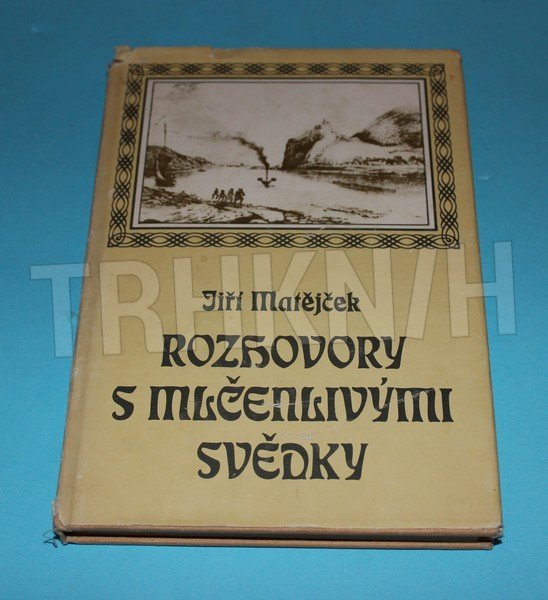 TRHKNIH
Jiří Matějček
ROZHOVORY
S MLČENLIVÝMI
SVĚDKY